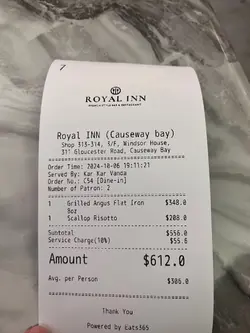 7
ROYAL INN
Royal INN (Causeway bay)
Shop 313-314, 3/F, Windsor House,
311 Gloucester Road, Causeway Bay
Order Time: 2024-10-06 19:11:21
Served By: Kar Kar Vanda
Order No.: C54 [Dine-in]
Number of Patron: 2
1 Grilled Angus Flat Iron $348.0
8oz
1 Scallop Risotto $208.0
Subtotal $556.0
Service Charge(10%) $55.6
Amount $612.0
Avg. per Person $306.0
Thank You
Powered by Eats365